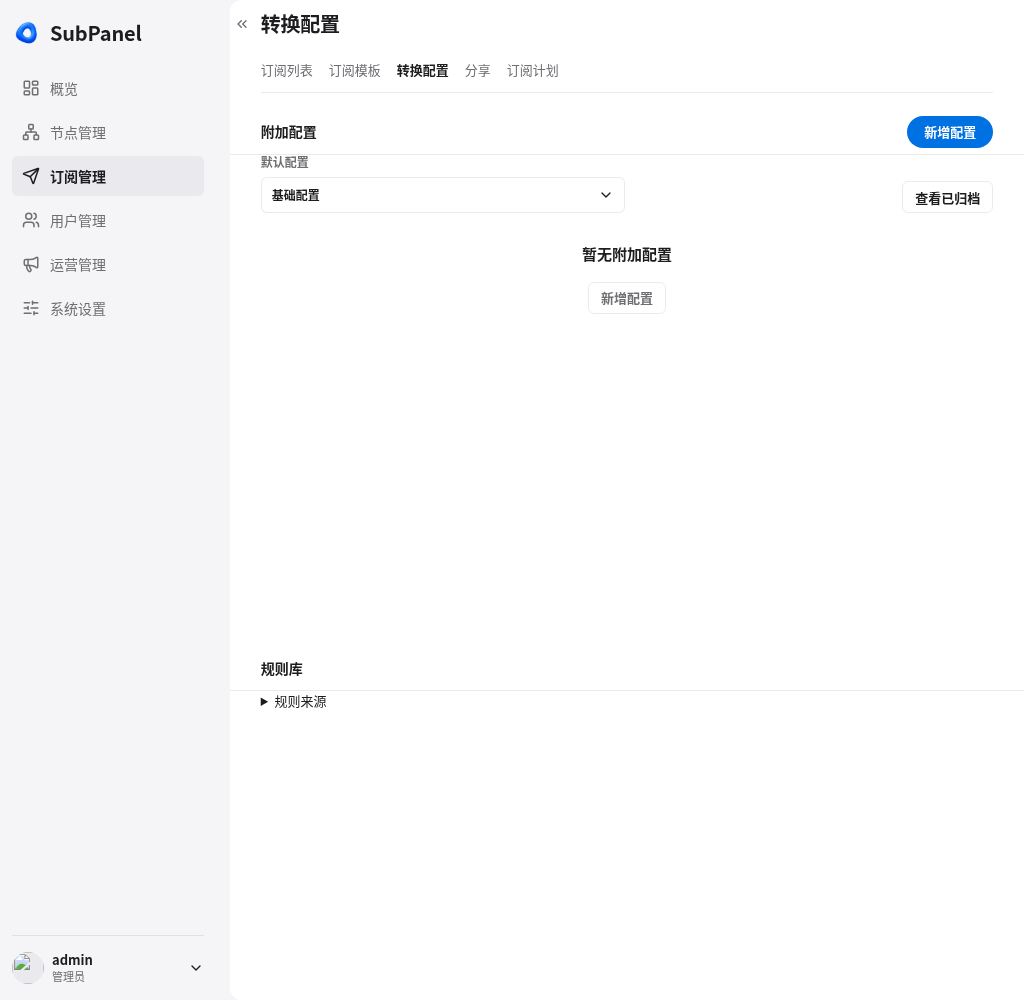 SubPanel
概览
节点管理
订阅管理
用户管理
运营管理
系统设置
admin
管理员
转换配置
订阅列表 订阅模板 转换配置 分享 订阅计划
附加配置 新增配置
默认配置
基础配置 查看已归档
暂无附加配置
新增配置
规则库
规则来源